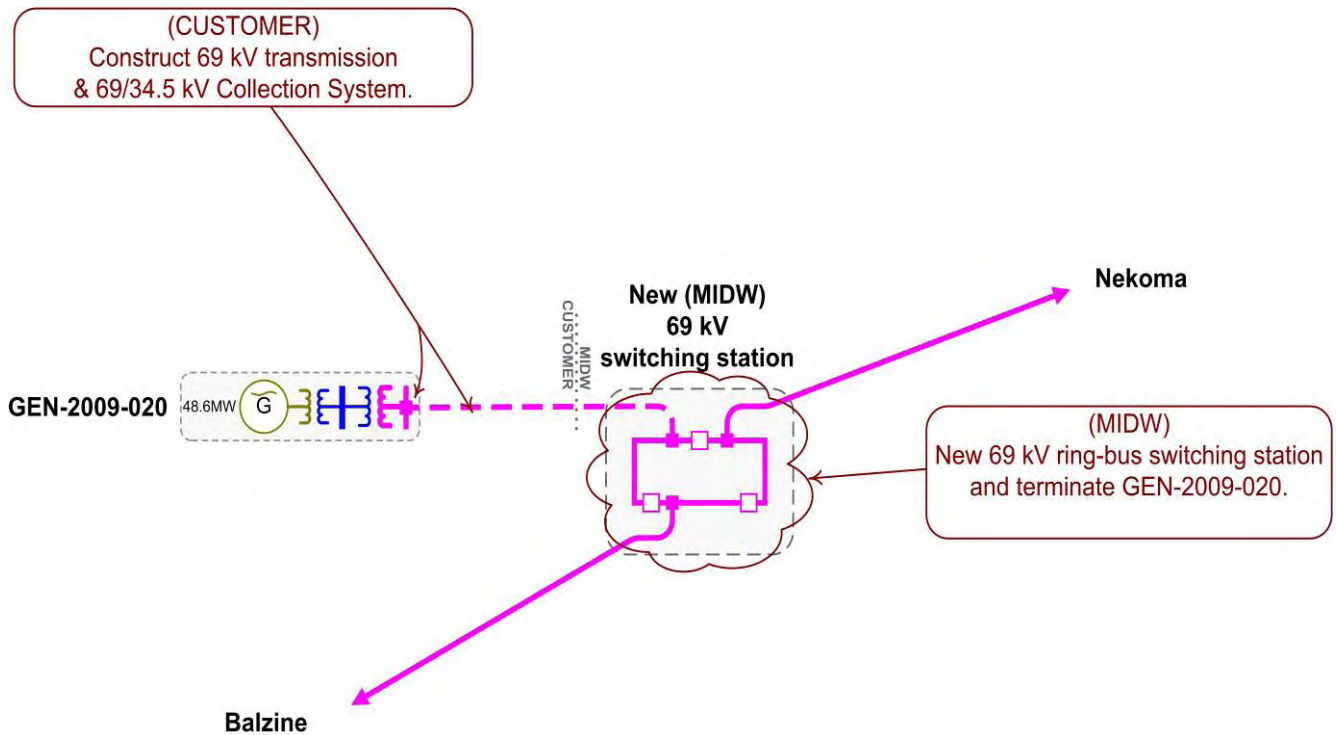 (CUSTOMER)
Construct 69 kV transmission
& 69/34.5 kV Collection System.
Nekoma
New (MIDW)
69 kV
switching station
CUSTOMER
MIDW
GEN-2009-020
48.6MW
G
(MIDW)
New 69 kV ring-bus switching station
and terminate GEN-2009-020.
Balzine